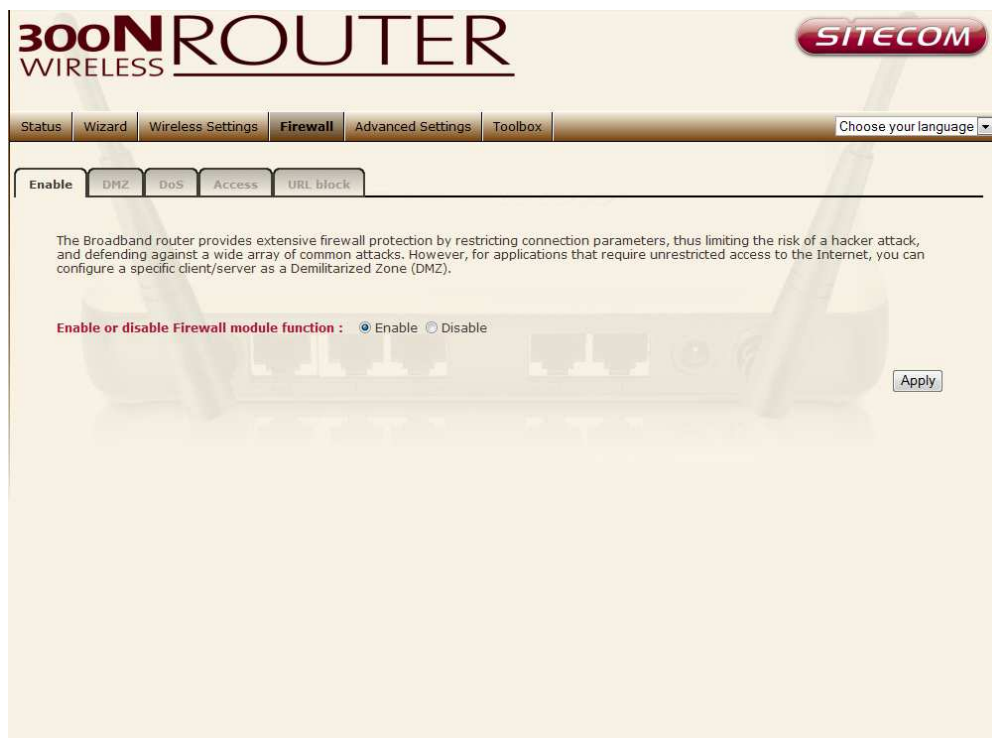 300N ROUTER
WIRELESS
SITECOM
Status Wizard Wireless Settings Firewall Advanced Settings Toolbox Choose your language
Enable DMZ DoS Access URL block
The Broadband router provides extensive firewall protection by restricting connection parameters, thus limiting the risk of a hacker attack,
and defending against a wide array of common attacks. However, for applications that require unrestricted access to the Internet, you can
configure a specific client/server as a Demilitarized Zone (DMZ).
Enable or disable Firewall module function : Enable Disable
Apply